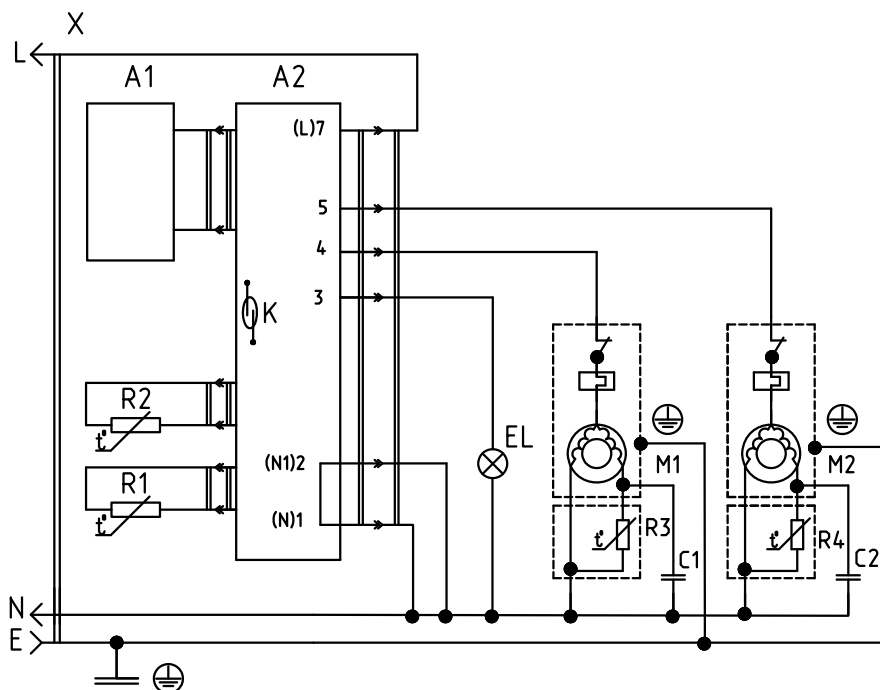 X
L
A1
A2
(L)7
5
4
3
K
R2
t°
R1
t°
(N1)2
(N)1
EL
M1
M2
t°
R3
t°
R4
C1
C2
N
E